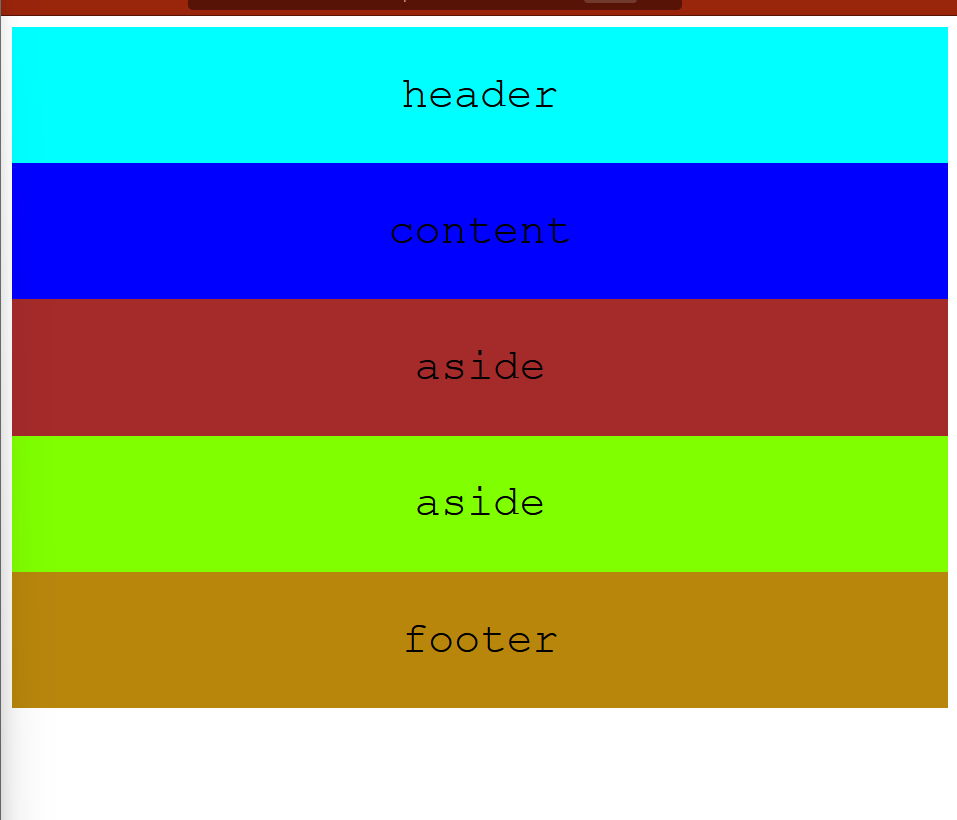 header
content
aside
aside
footer